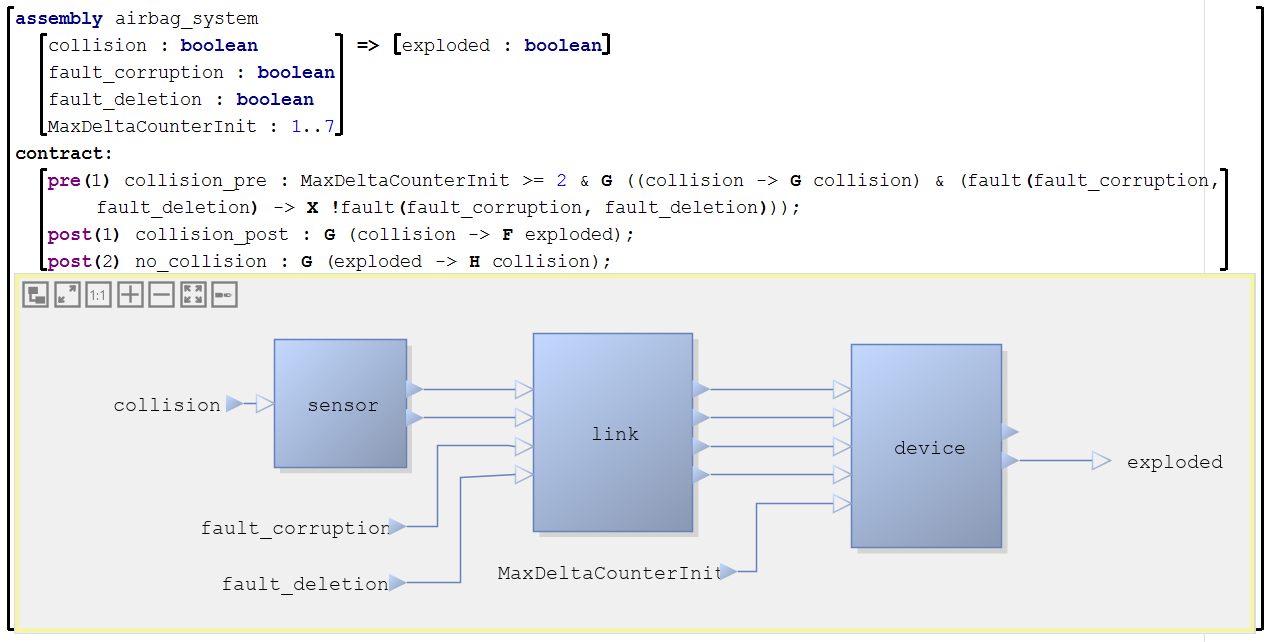 assembly airbag_system
collision : boolean => [exploded : boolean]
fault_corruption : boolean
fault_deletion : boolean
MaxDeltaCounterInit : 1..7
contract:
pre(1) collision_pre : MaxDeltaCounterInit >= 2 & G ((collision -> G collision) & (fault(fault_corruption,
fault_deletion) -> X !fault(fault_corruption, fault_deletion)));
post(1) collision_post : G (collision -> F exploded);
post(2) no_collision : G (exploded -> H collision);
1:1
collision
sensor
link
device
exploded
fault_corruption
MaxDeltaCounterInit
fault_deletion